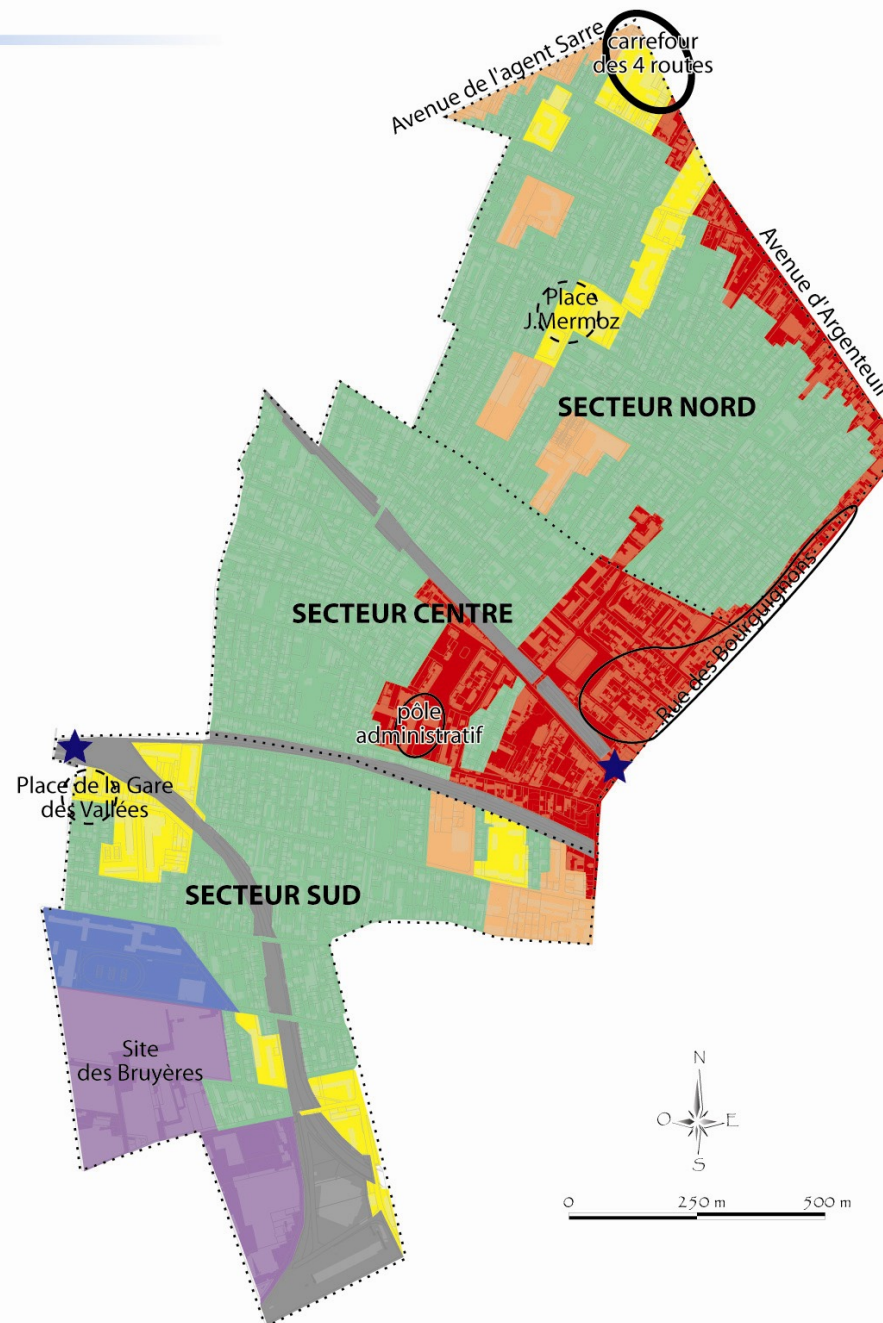 Avenue de l'agent Sarre
carrefour
des 4 routes
Avenue d'Argenteuil
Place
J.Mermoz
SECTEUR NORD
SECTEUR CENTRE
Rue des Bourguignons
pôle
administratif
Place de la Gare
des Vallées
SECTEUR SUD
Site
des Bruyères
N
O
E
S
0 250 m 500 m